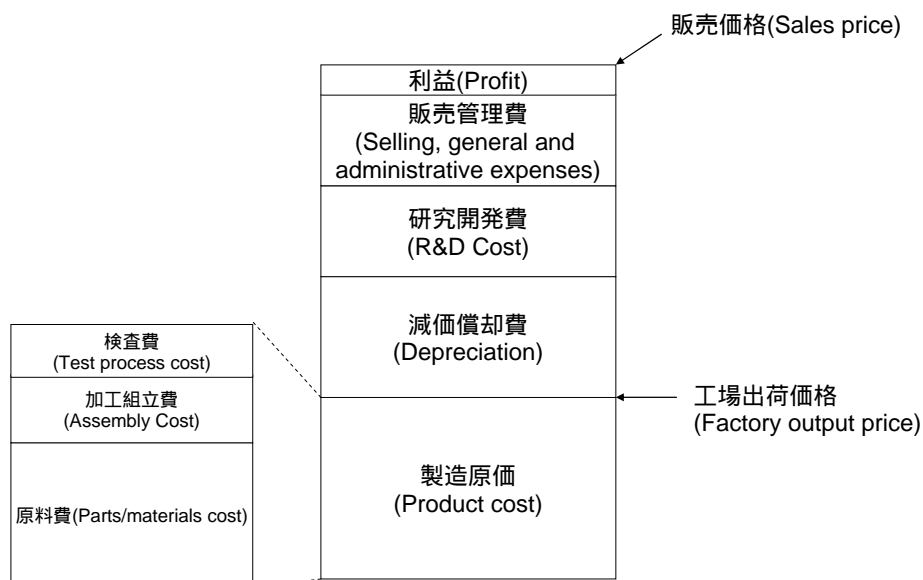 販売価格(Sales price)
利益(Profit)
販売管理費
(Selling, general and
administrative expenses)
研究開発費
(R&D Cost)
減価償却費
(Depreciation)
工場出荷価格
(Factory output price)
製造原価
(Product cost)
検査費
(Test process cost)
加工組立費
(Assembly Cost)
原料費(Parts/materials cost)